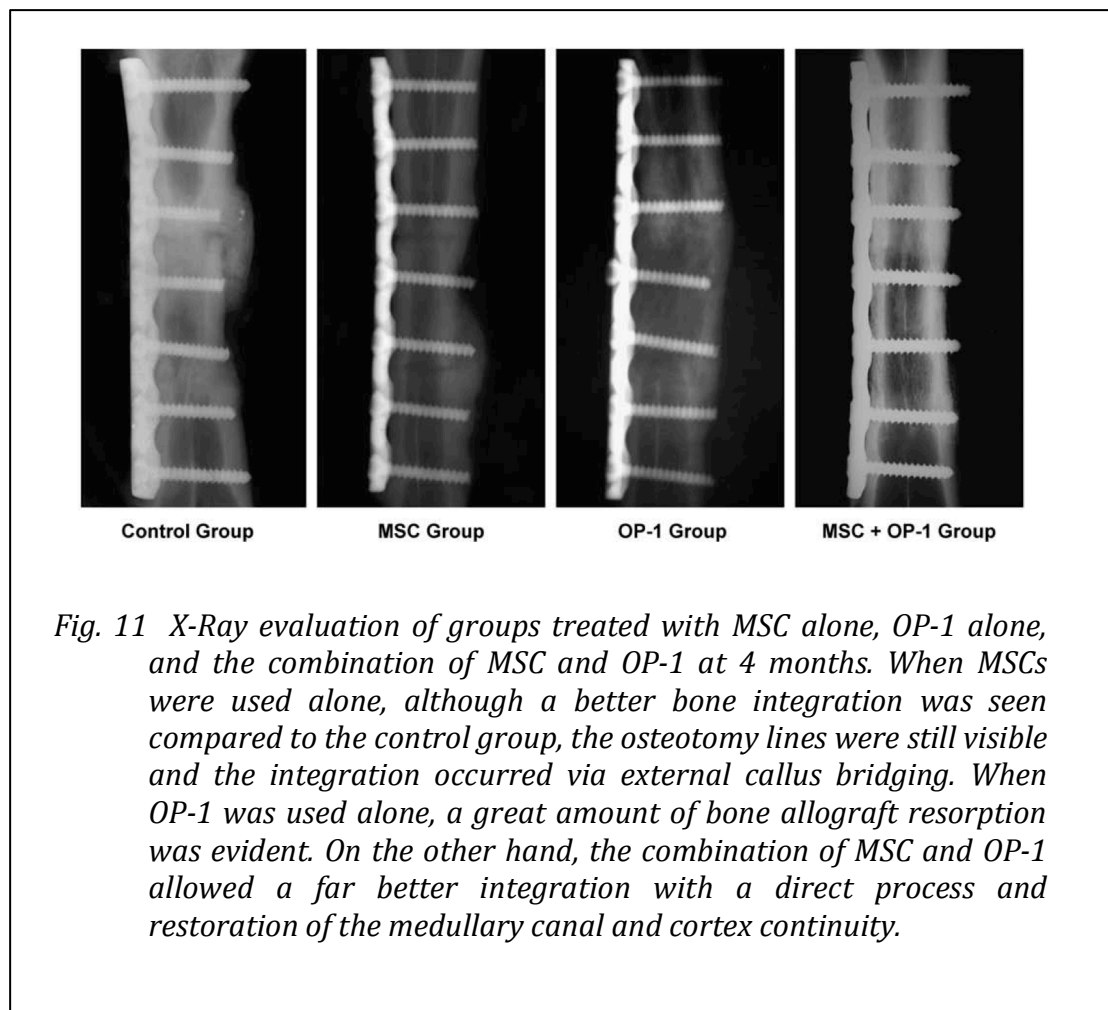 Control Group
MSC Group
OP-1 Group
MSC + OP-1 Group
Fig. 11 X-Ray evaluation of groups treated with MSC alone, OP-1 alone,
and the combination of MSC and OP-1 at 4 months. When MSCs
were used alone, although a better bone integration was seen
compared to the control group, the osteotomy lines were still visible
and the integration occurred via external callus bridging. When
OP-1 was used alone, a great amount of bone allograft resorption
was evident. On the other hand, the combination of MSC and OP-1
allowed a far better integration with a direct process and
restoration of the medullary canal and cortex continuity.